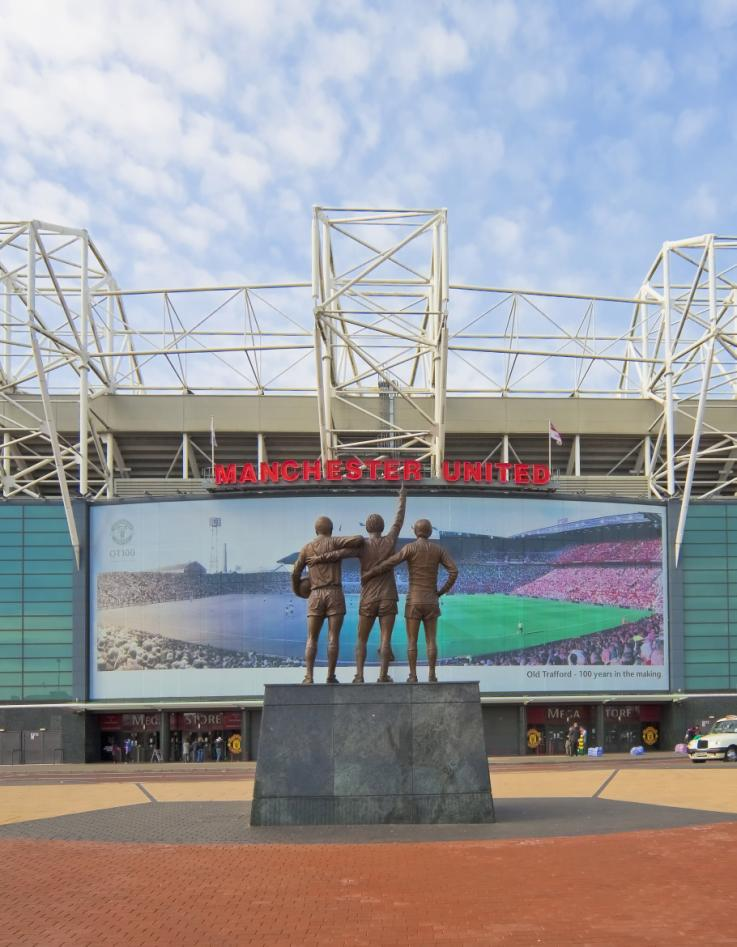 MANCHESTER UNITED
OT100
Old Trafford - 100 years in the making
MEGA STORE
MEGA STORE